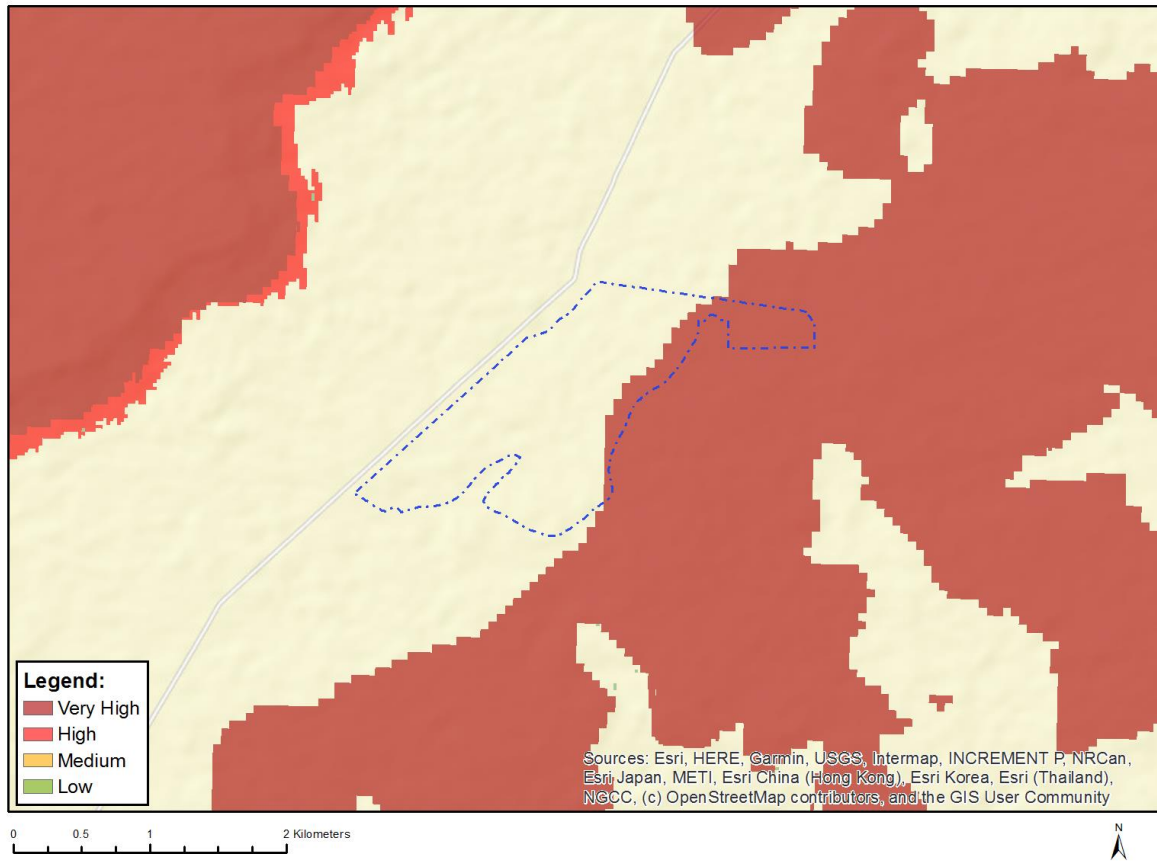 Legend:
Very High
High
Medium
Low
Sources: Esri, HERE, Garmin, USGS, Intermap, INCREMENT P, NRCan,
Esri Japan, METI, Esri China (Hong Kong), Esri Korea, Esri (Thailand),
NGCC, (c) OpenStreetMap contributors, and the GIS User Community
0 0.5 1 2 Kilometers
N